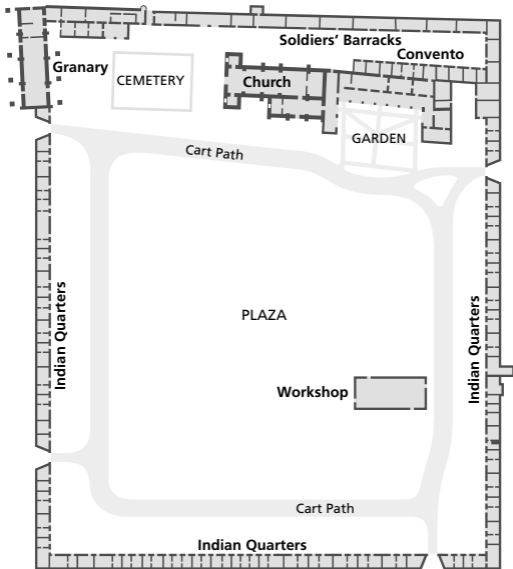 Soldiers' Barracks
Convento
Granary
CEMETERY
Church
GARDEN
Cart Path
PLAZA
Indian Quarters
Indian Quarters
Workshop
Cart Path
Indian Quarters